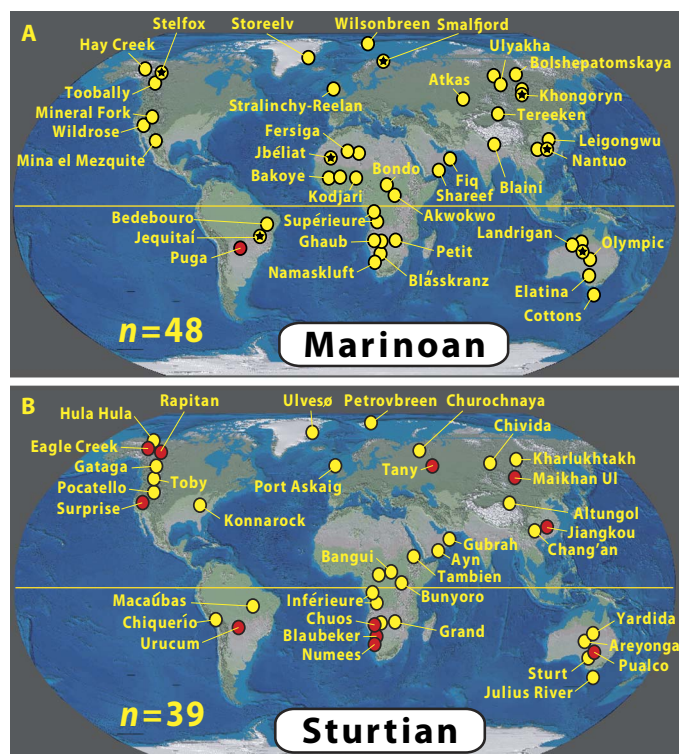 A
Stelfox
Storeelv
Wilsonbreen
Smalfjord
Hay Creek
Ulyakha
Bolshepatomskaya
Toobally
Atkas
Khongoryn
Stralinchy-Reelan
Mineral Fork
Tereeken
Wildrose
Fersiga
Leigongwu
Jbéliat
Mina el Mezquite
Bondo
Nantuo
Bakoye
Fiq
Blaini
Kodjari
Shareef
Bedebouro
Supérieure
Akwokwo
Jequitaí
Landrigan
Ghaub
Petit
Olympic
Puga
Namaskluft
Blässkranz
Elatina
n=48
Cottons
Marinoan
B
Rapitan
Ulvesø
Petrovbreen
Churochnaya
Hula Hula
Chivida
Eagle Creek
Kharlukhtakh
Gataga
Tany
Maikhan Ul
Toby
Port Askaig
Pocatello
Altungol
Surprise
Konnarock
Jiangkou
Gubrah
Chang'an
Bangui
Ayn
Tambien
Bunyoro
Macaúbas
Inférieure
Chiquerío
Chuos
Grand
Yardida
Urucum
Blaubeker
Areyonga
Numees
Pualco
Sturt
Julius River
n=39
Sturtian